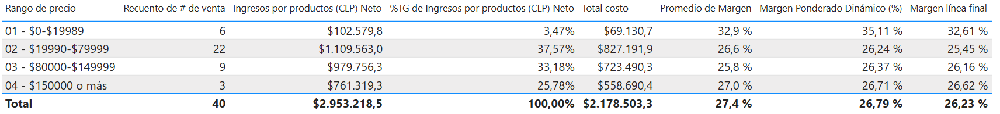 Rango de precio Recuento de # de venta Ingresos por productos (CLP) Neto %TG de Ingresos por productos (CLP) Neto Total costo Promedio de Margen Margen Ponderado Dinámico (%) Margen línea final
01 - $0-$19989 6 $102.579,8 3,47% $69.130,7 32,9 % 35,11 % 32,61 %
02 - $19990-$79999 22 $1.109.563,0 37,57% $827.191,9 26,6 % 26,24 % 25,45 %
03 - $80000-$149999 9 $979.756,3 33,18% $723.490,3 25,8 % 26,37 % 26,16 %
04 - $150000 o más 3 $761.319,3 25,78% $558.690,4 27,0 % 26,71 % 26,62 %
Total 40 $2.953.218,5 100,00% $2.178.503,3 27,4 % 26,79 % 26,23 %